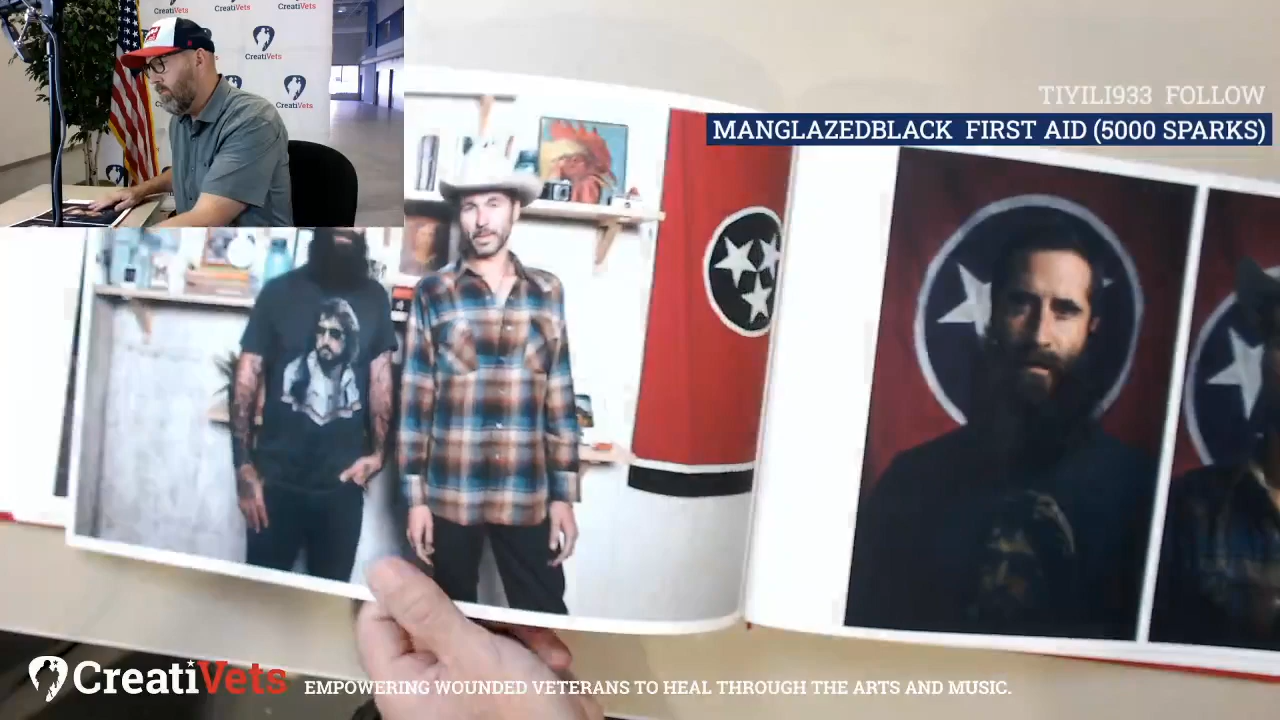 CreatiVets
CreatiVets
CreatiVets
CreatiVets
CreatiVets
TIYILI933 FOLLOW
MANGLAZEDBLACK FIRST AID (5000 SPARKS)
CreatiVets
EMPOWERING WOUNDED VETERANS TO HEAL THROUGH THE ARTS AND MUSIC.